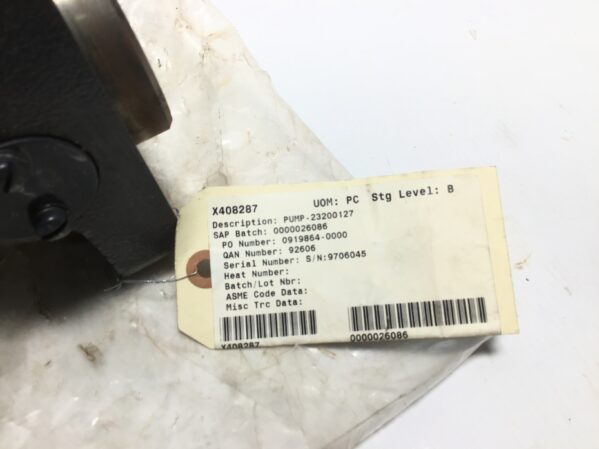 X408287 UOM: PC Stg Level: B
Description: PUMP-23200127
SAP Batch: 0000026086
PO Number: 0919864-0000
QAN Number: 92606
Serial Number: S/N:9706045
Heat Number:
Batch/Lot Nbr:
ASME Code Data:
Misc Trc Data:
X408287 0000026086